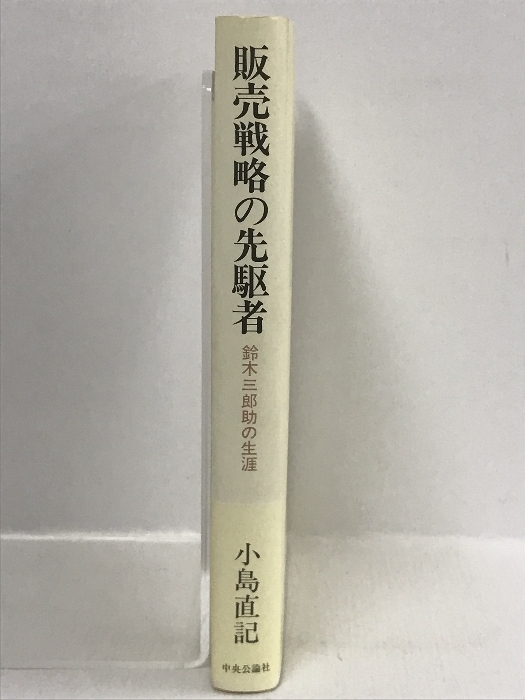 販売戦略の先駆者
鈴木三郎助の生涯
小島直記
中央公論社